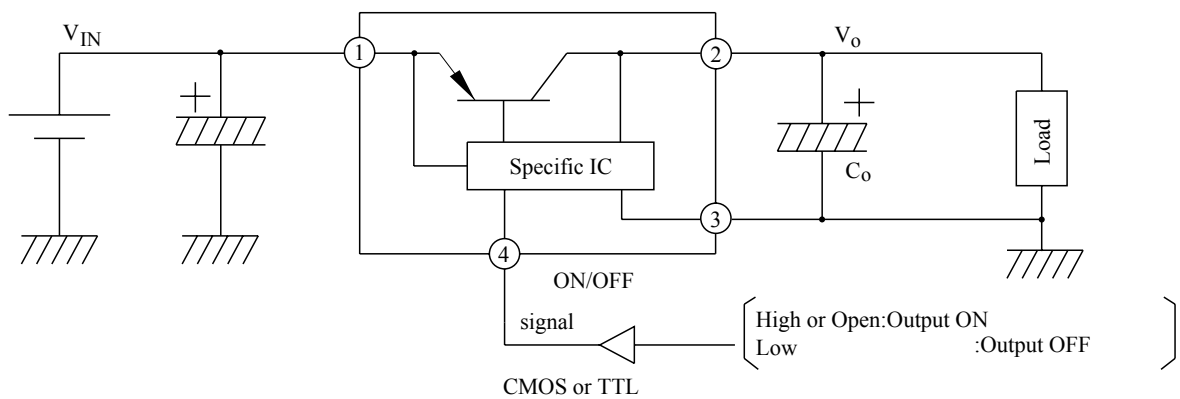 V_IN
1
2
V_o
+
+
Specific IC
Load
C_o
3
4
ON/OFF
signal
High or Open:Output ON
Low :Output OFF
CMOS or TTL